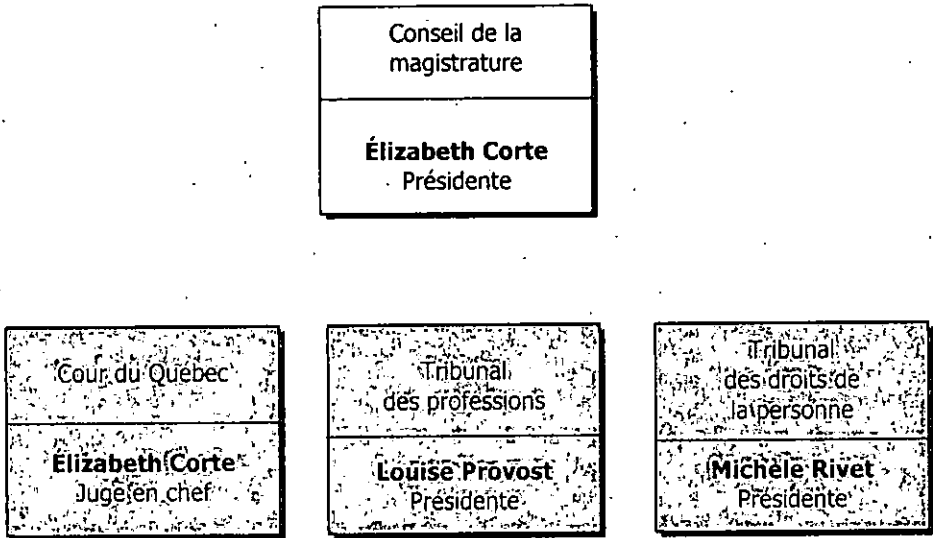 Conseil de la
magistrature
Élizabeth Corte
Présidente
Cour du Québec
Élizabeth Corte
Juge en chef
Tribunal
des professions
Louise Provost
Présidente
Tribunal
des droits de
la personne
Michèle Rivet
Présidente